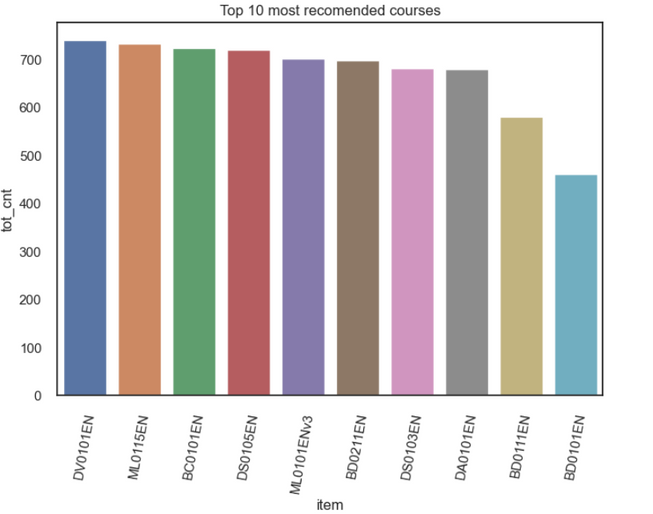 Top 10 most recomended courses
tot_cnt
700
600
500
400
300
200
100
0
DV0101EN
ML0115EN
BC0101EN
DS0105EN
ML0101ENv3
BD0211EN
DS0103EN
DA0101EN
BD0111EN
BD0101EN
item